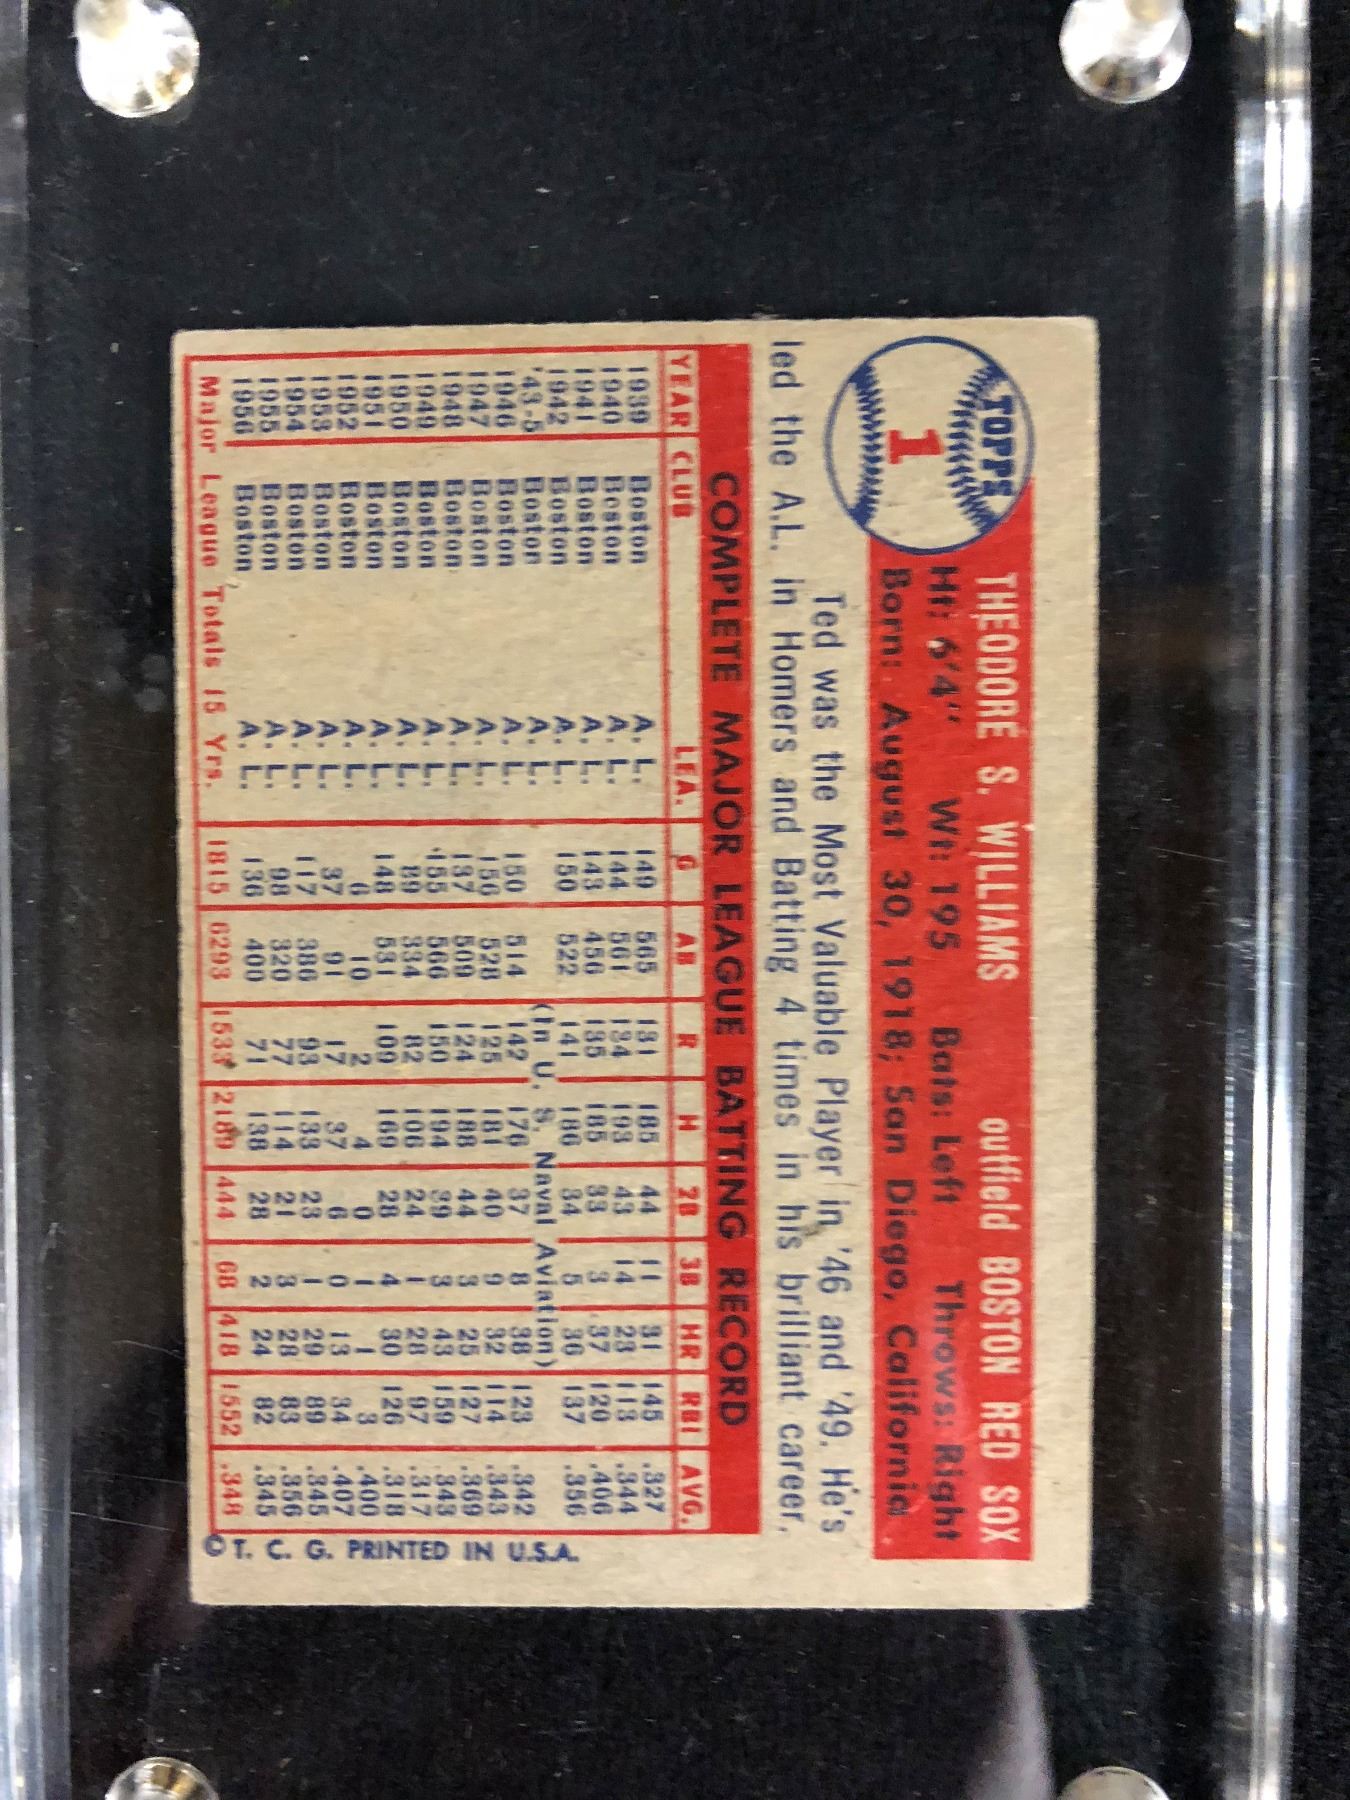 TOPPS
1
THEODORE S. WILLIAMS outfield BOSTON RED SOX
Ht: 6'4" Wt: 195 Bats: Left Throws: Right
Born: August 30, 1918; San Diego, California
Ted was the Most Valuable Player in '46 and '49. He's
led the A.L. in Homers and Batting 4 times in his brilliant career.
COMPLETE MAJOR LEAGUE BATTING RECORD
YEAR CLUB LEA. G AB R H 2B 3B HR RBI AVG.
1939 Boston A. L. 149 565 131 185 44 11 31 145 .327
1940 Boston A. L. 144 561 134 193 43 14 23 113 .344
1941 Boston A. L. 143 456 135 185 33 3 37 120 .406
1942 Boston A. L. 150 522 141 186 34 5 36 137 .356
'43-5 Boston A. L. (In U. S. Naval Aviation)
1946 Boston A. L. 150 514 142 176 37 8 38 123 .342
1947 Boston A. L. 156 528 125 181 40 9 32 114 .343
1948 Boston A. L. 137 509 124 188 44 3 25 127 .369
1949 Boston A. L. 155 566 150 194 39 3 43 159 .343
1950 Boston A. L. 89 334 82 106 24 1 28 97 .317
1951 Boston A. L. 148 531 109 169 28 4 30 126 .318
1952 Boston A. L. 6 10 2 4 0 1 1 3 .400
1953 Boston A. L. 37 91 17 37 6 0 13 34 .407
1954 Boston A. L. 117 386 93 133 23 1 29 89 .345
1955 Boston A. L. 98 320 77 114 21 3 28 83 .356
1956 Boston A. L. 136 400 71 138 28 2 24 82 .345
Major League Totals 15 Yrs. 1815 6293 1533 2189 444 68 418 1552 .348
© T. C. G. PRINTED IN U.S.A.